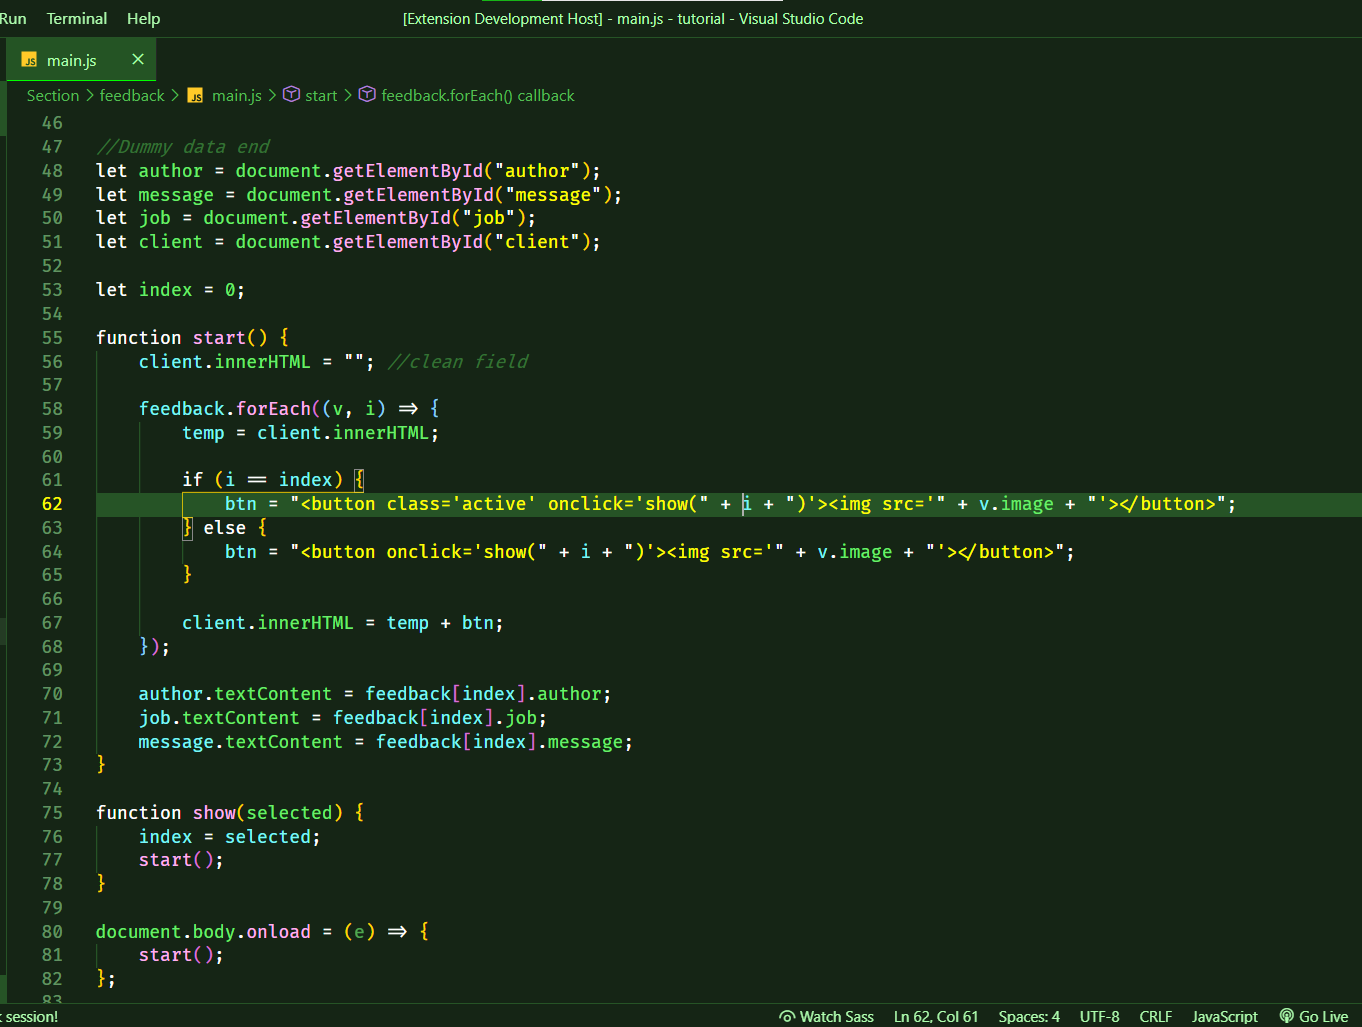 Run Terminal Help [Extension Development Host] - main.js - tutorial - Visual Studio Code
JS main.js ×
Section > feedback > JS main.js > start > feedback.forEach() callback
46
47 //Dummy data end
48 let author = document.getElementById("author");
49 let message = document.getElementById("message");
50 let job = document.getElementById("job");
51 let client = document.getElementById("client");
52
53 let index = 0;
54
55 function start() {
56 client.innerHTML = ""; //clean field
57
58 feedback.forEach((v, i) => {
59 temp = client.innerHTML;
60
61 if (i == index) {
62 btn = "<button class='active' onclick='show(" + i + ")'><img src='" + v.image + "'></button>";
63 } else {
64 btn = "<button onclick='show(" + i + ")'><img src='" + v.image + "'></button>";
65 }
66
67 client.innerHTML = temp + btn;
68 });
69
70 author.textContent = feedback[index].author;
71 job.textContent = feedback[index].job;
72 message.textContent = feedback[index].message;
73 }
74
75 function show(selected) {
76 index = selected;
77 start();
78 }
79
80 document.body.onload = (e) => {
81 start();
82 };
83
session! Watch Sass Ln 62, Col 61 Spaces: 4 UTF-8 CRLF JavaScript Go Live